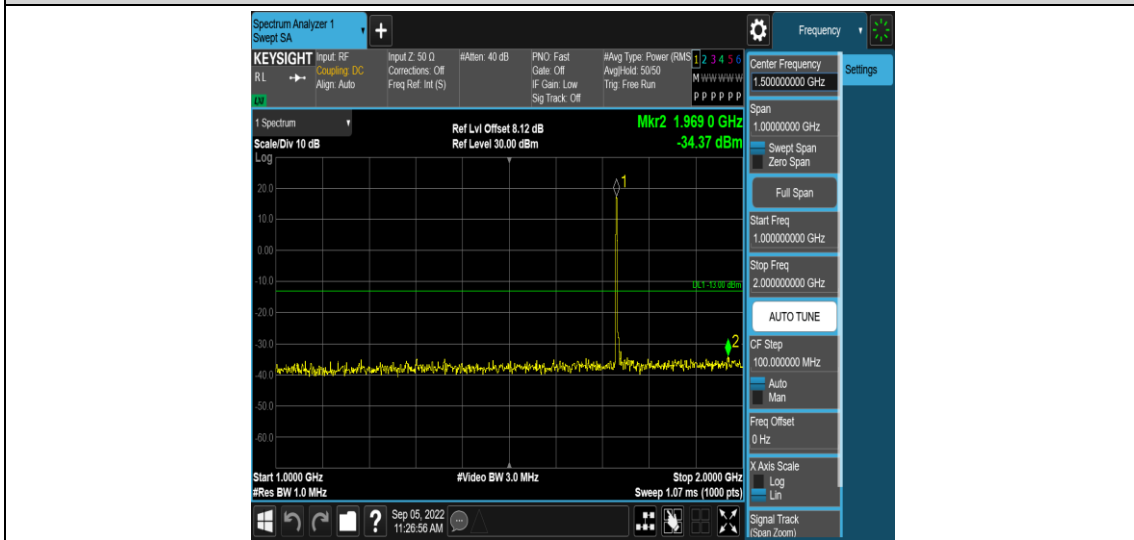 Spectrum Analyzer 1
Swept SA
+
Frequency
KEYSIGHT
RL
LXI
Input: RF
Coupling: DC
Align: Auto
Input Z: 50 Ω
Corrections: Off
Freq Ref: Int (S)
#Atten: 40 dB
PNO: Fast
Gate: Off
IF Gain: Low
Sig Track: Off
#Avg Type: Power (RMS
Avg|Hold: 50/50
Trig: Free Run
1 2 3 4 5 6
M W W W W W
P P P P P P
1 Spectrum
Scale/Div 10 dB
Log
Ref Lvl Offset 8.12 dB
Ref Level 30.00 dBm
Mkr2 1.969 0 GHz
-34.37 dBm
1
20.0
10.0
0.00
-10.0
DL1 -13.00 dBm
-20.0
-30.0
2
-40.0
-50.0
-60.0
Start 1.0000 GHz
#Res BW 1.0 MHz
#Video BW 3.0 MHz
Stop 2.0000 GHz
Sweep 1.07 ms (1000 pts)
Center Frequency
1.50000000 GHz
Settings
Span
1.00000000 GHz
Swept Span
Zero Span
Full Span
Start Freq
1.000000000 GHz
Stop Freq
2.000000000 GHz
AUTO TUNE
CF Step
100.000000 MHz
Auto
Man
Freq Offset
0 Hz
X Axis Scale
Log
Lin
Signal Track
(Span Zoom)
?
Sep 05, 2022
11:26:56 AM